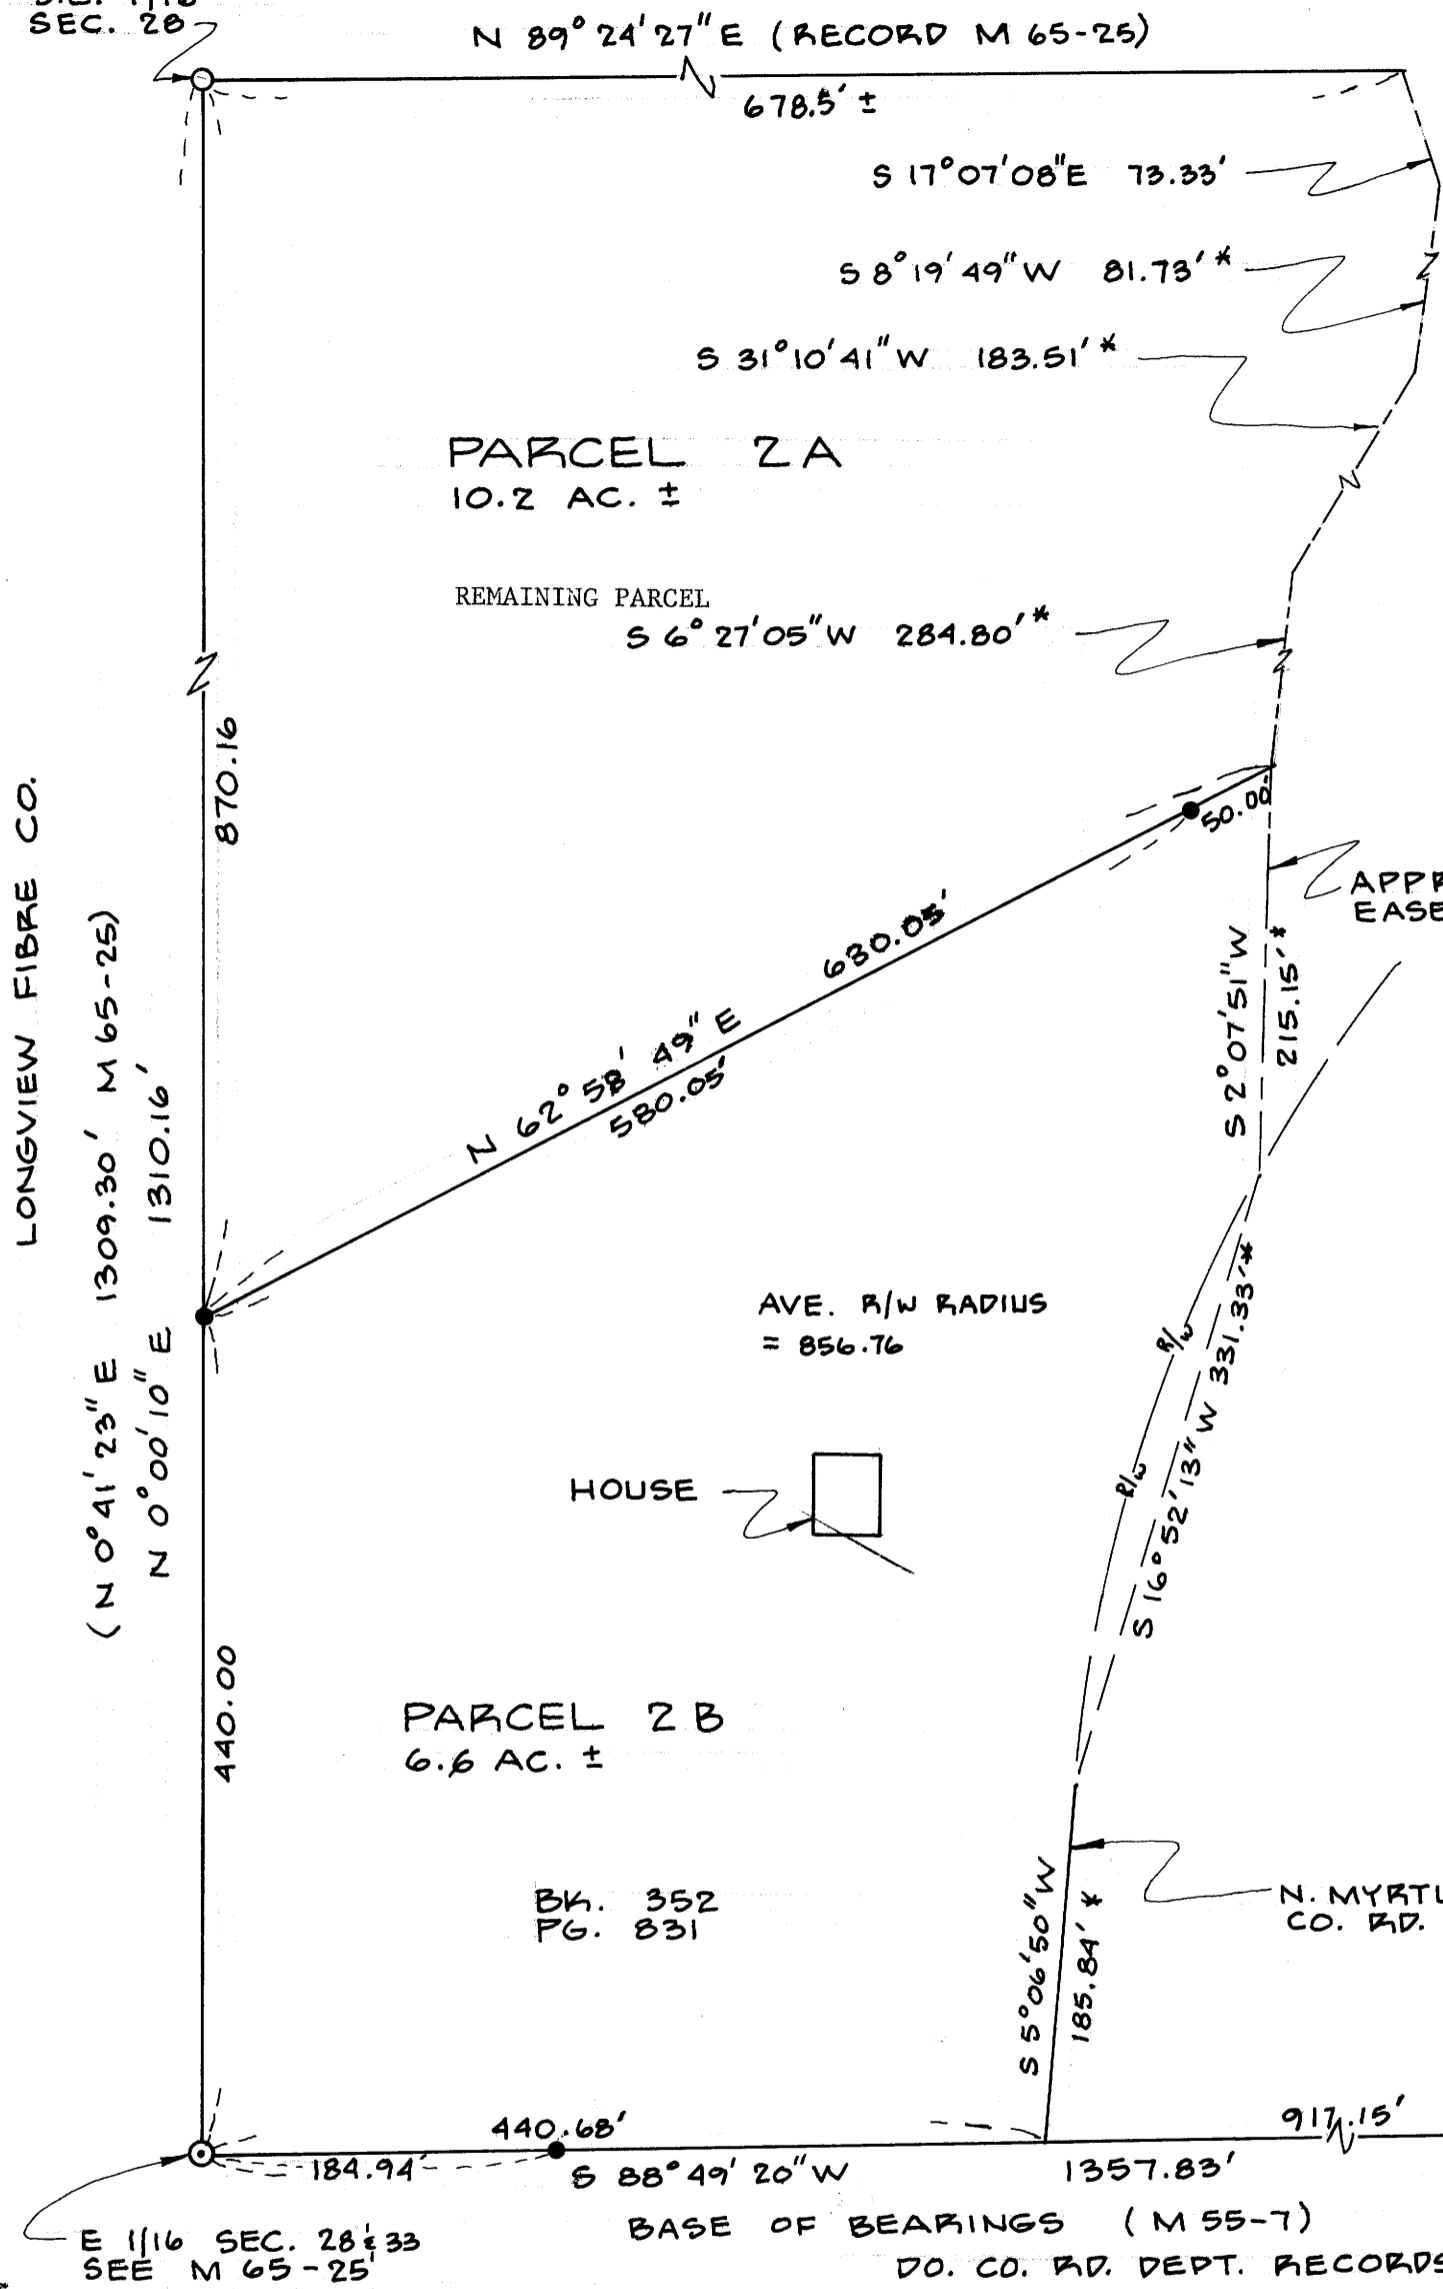 SEC. 28
N 89° 24' 27" E (RECORD M 65-25)
678.5' ±
S 17° 07' 08" E 73.33'
S 8° 19' 49" W 81.73' *
S 31° 10' 41" W 183.51' *
PARCEL 2A
10.2 AC. ±
REMAINING PARCEL
S 6° 27' 05" W 284.80' *
870.16
LONGVIEW FIBRE CO.
(N 0° 41' 23" E 1309.30' M 65-25)
N 0° 00' 10" E 1310.16'
50.00
630.05'
N 62° 58' 49" E
580.05'
S 2° 07' 51" W
215.15' *
EASE
AVE. R/W RADIUS
= 856.76
R/W
R/W
S 16° 52' 13" W 331.33' *
HOUSE
440.00
PARCEL 2B
6.6 AC. ±
BK. 352
PG. 831
N. MYRTL
CO. RD.
S 5° 06' 50" W
185.84' *
440.68'
917.15'
184.94'
S 88° 49' 20" W
1357.83'
E 1/16 SEC. 28 & 33
SEE M 65-25
BASE OF BEARINGS (M 55-7)
DO. CO. RD. DEPT. RECORDS